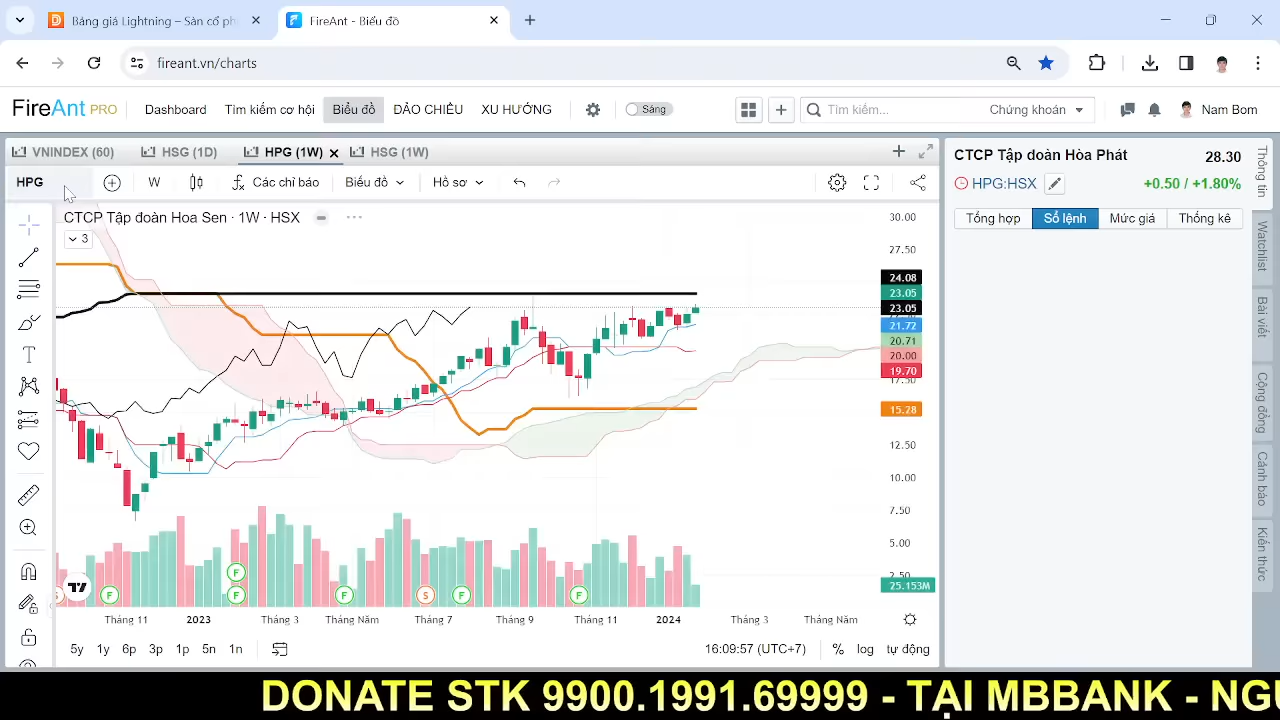 Bảng giá Lightning – Sàn cổ ph
FireAnt - Biểu đồ
fireant.vn/charts
FireAnt PRO
Dashboard
Tìm kiếm cơ hội
Biểu đồ
ĐẢO CHIỀU
XU HƯỚNG
Sáng
Tìm kiếm...
Chứng khoán
Nam Bom
VNINDEX (60)
HSG (1D)
HPG (1W)
HSG (1W)
HPG
W
Các chỉ báo
Biểu đồ
Hồ sơ
CTCP Tập đoàn Hoa Sen · 1W · HSX
3
30.00
27.50
24.08
23.05
23.05
21.72
20.71
20.00
19.70
17.50
15.28
12.50
10.00
7.50
5.00
2.50
25.153M
S
F
F
F
F
S
F
F
Tháng 11
2023
Tháng 3
Tháng Năm
Tháng 7
Tháng 9
Tháng 11
2024
Tháng 3
Tháng Năm
5y
1y
6p
3p
1p
5n
1n
16:09:57 (UTC+7)
%
log
tự động
CTCP Tập đoàn Hòa Phát
28.30
HPG:HSX
+0.50 / +1.80%
Tổng hợp
Sổ lệnh
Mức giá
Thống kê
Thông tin
Watchlist
Bài viết
Cộng đồng
Cảnh báo
Kiến thức
DONATE STK 9900.1991.69999 - TẠI MBBANK - NGU